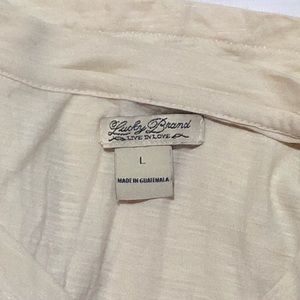 Lucky Brand
LIVE IN LOVE
L
MADE IN GUATEMALA